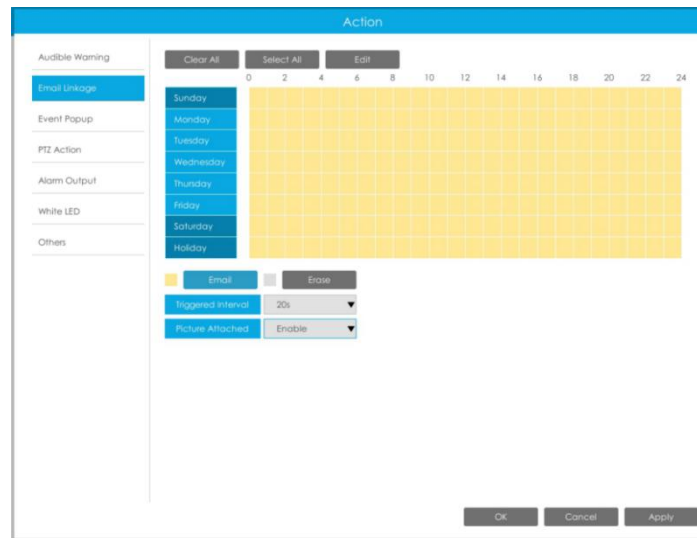 Action
Audible Warning
Email Linkage
Event Popup
PTZ Action
Alarm Output
White LED
Others
Clear All Select All Edit
0 2 4 6 8 10 12 14 16 18 20 22 24
Sunday
Monday
Tuesday
Wednesday
Thursday
Friday
Saturday
Holiday
Email Erase
Triggered Interval 20s
Picture Attached Enable
OK Cancel Apply